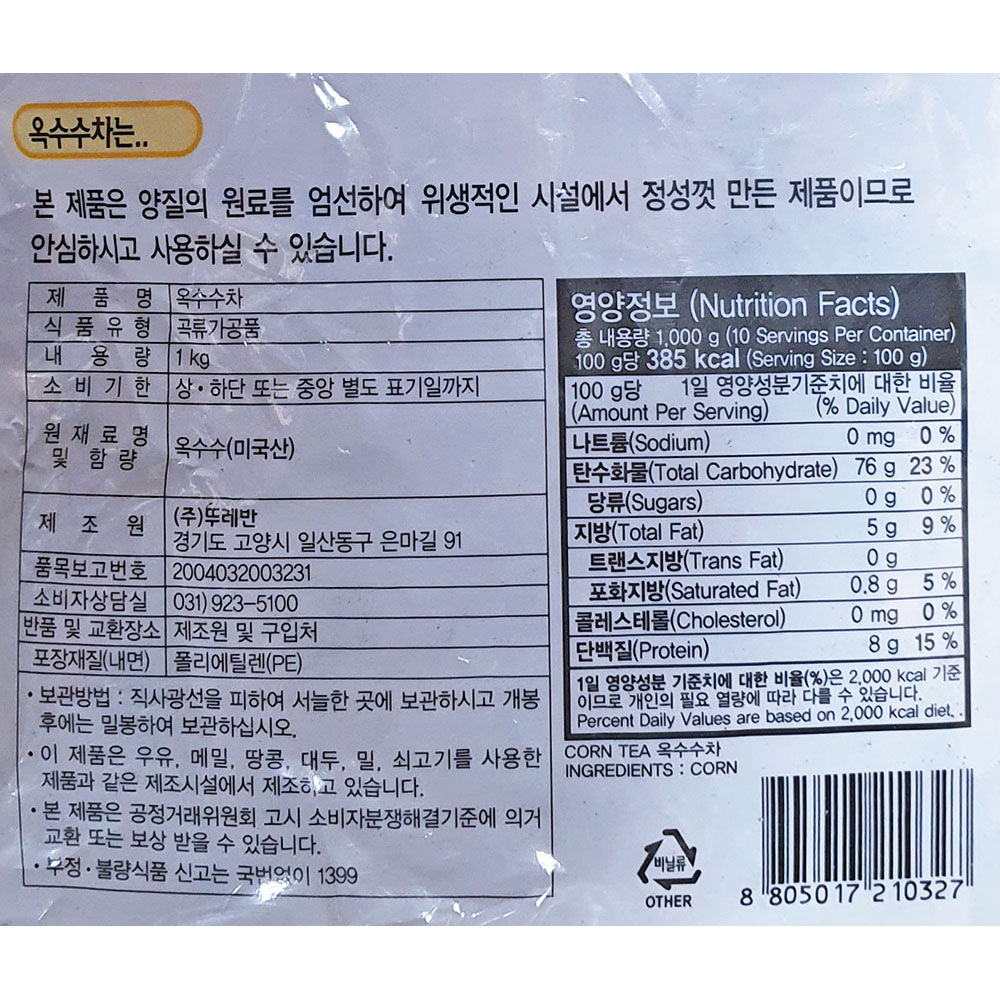 옥수수차는..
본 제품은 양질의 원료를 엄선하여 위생적인 시설에서 정성껏 만든 제품이므로
안심하시고 사용하실 수 있습니다.
제 품 명 옥수수차
식 품 유 형 곡류가공품
내 용 량 1 kg
소 비 기 한 상·하단 또는 중앙 별도 표기일까지
원 재 료 명
및 함 량 옥수수(미국산)
제 조 원 (주)뚜레반
경기도 고양시 일산동구 은마길 91
품목보고번호 2004032003231
소비자상담실 031) 923-5100
반품 및 교환장소 제조원 및 구입처
포장재질(내면) 폴리에틸렌(PE)
• 보관방법 : 직사광선을 피하여 서늘한 곳에 보관하시고 개봉
후에는 밀봉하여 보관하십시오.
• 이 제품은 우유, 메밀, 땅콩, 대두, 밀, 쇠고기를 사용한
제품과 같은 제조시설에서 제조하고 있습니다.
• 본 제품은 공정거래위원회 고시 소비자분쟁해결기준에 의거
교환 또는 보상 받을 수 있습니다.
• 부정·불량식품 신고는 국번없이 1399
영양정보 (Nutrition Facts)
총 내용량 1,000 g (10 Servings Per Container)
100 g당 385 kcal (Serving Size : 100 g)
100 g당 1일 영양성분기준치에 대한 비율
(Amount Per Serving) (% Daily Value)
나트륨(Sodium) 0 mg 0 %
탄수화물(Total Carbohydrate) 76 g 23 %
당류(Sugars) 0 g 0 %
지방(Total Fat) 5 g 9 %
트랜스지방(Trans Fat) 0 g
포화지방(Saturated Fat) 0.8 g 5 %
콜레스테롤(Cholesterol) 0 mg 0 %
단백질(Protein) 8 g 15 %
1일 영양성분 기준치에 대한 비율(%)은 2,000 kcal 기준
이므로 개인의 필요 열량에 따라 다를 수 있습니다.
Percent Daily Values are based on 2,000 kcal diet.
CORN TEA 옥수수차
INGREDIENTS : CORN
비닐류
OTHER
8 805017 210327